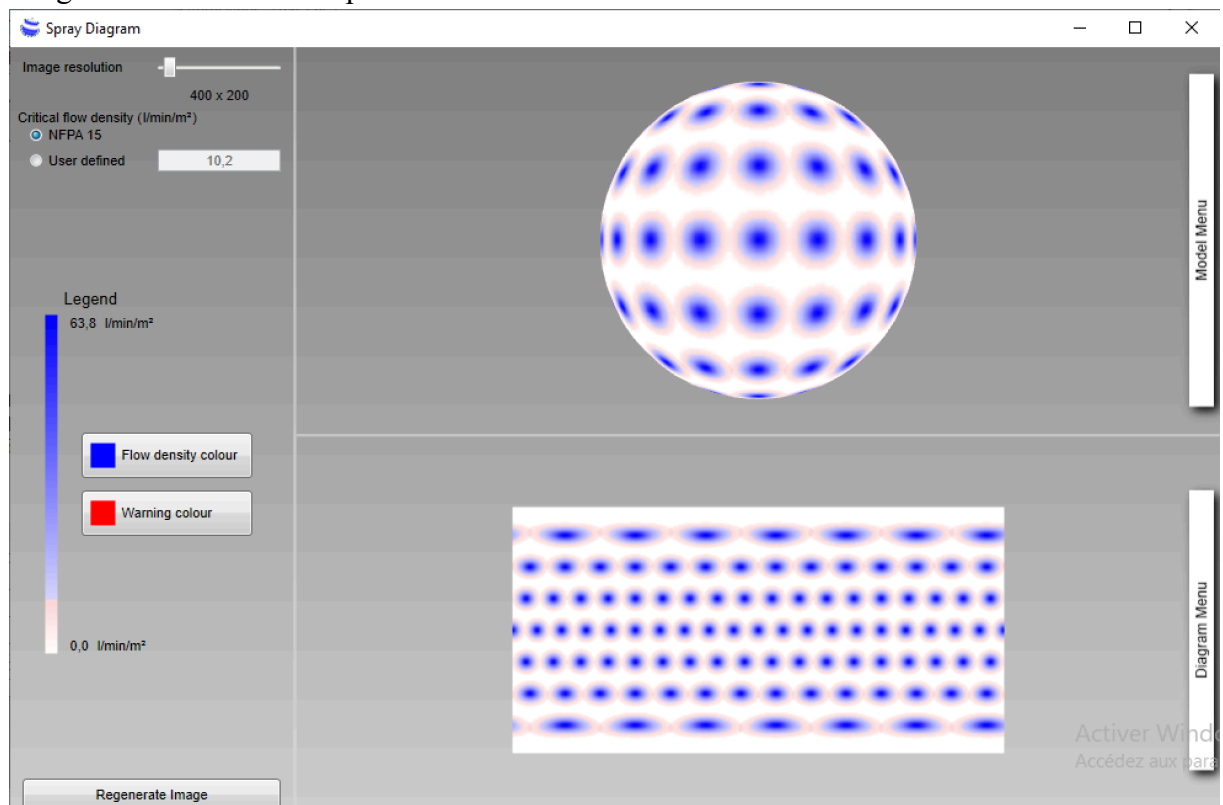 Spray Diagram
Image resolution
400 x 200
Critical flow density (l/min/m²)
NFPA 15
User defined
10,2
Legend
63,8 l/min/m²
Flow density colour
Warning colour
0,0 l/min/m²
Regenerate Image
Model Menu
Diagram Menu
Activer Windo
Accédez aux para